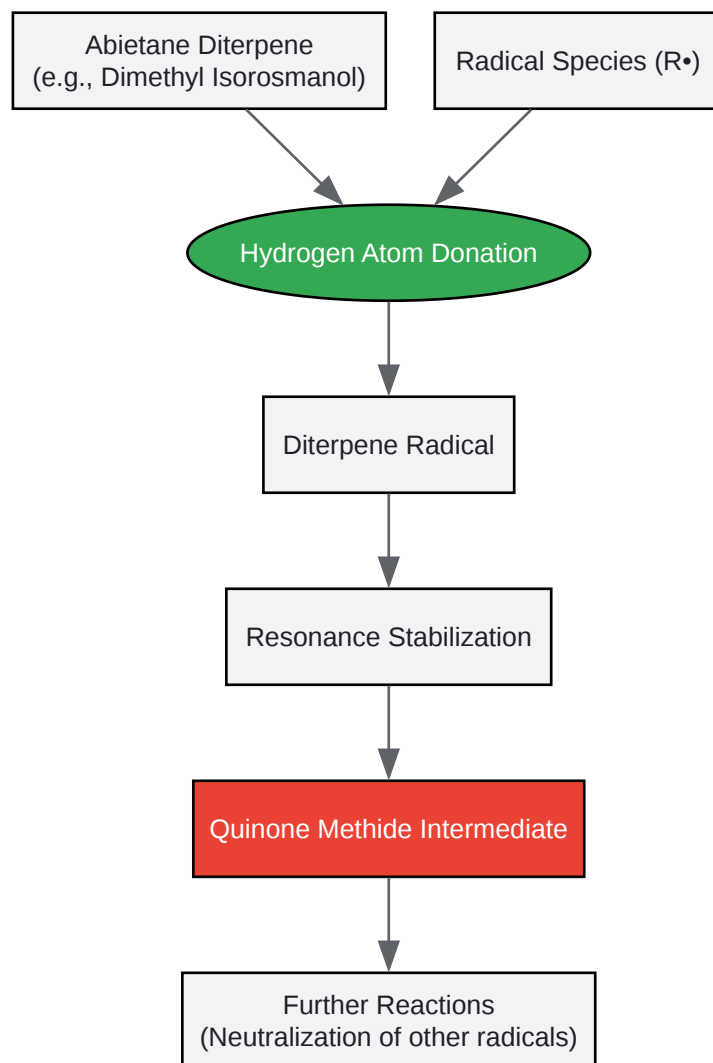 Abietane Diterpene
(e.g., Dimethyl Isorosmanol)
Radical Species (R•)
Hydrogen Atom Donation
Diterpene Radical
Resonance Stabilization
Quinone Methide Intermediate
Further Reactions
(Neutralization of other radicals)